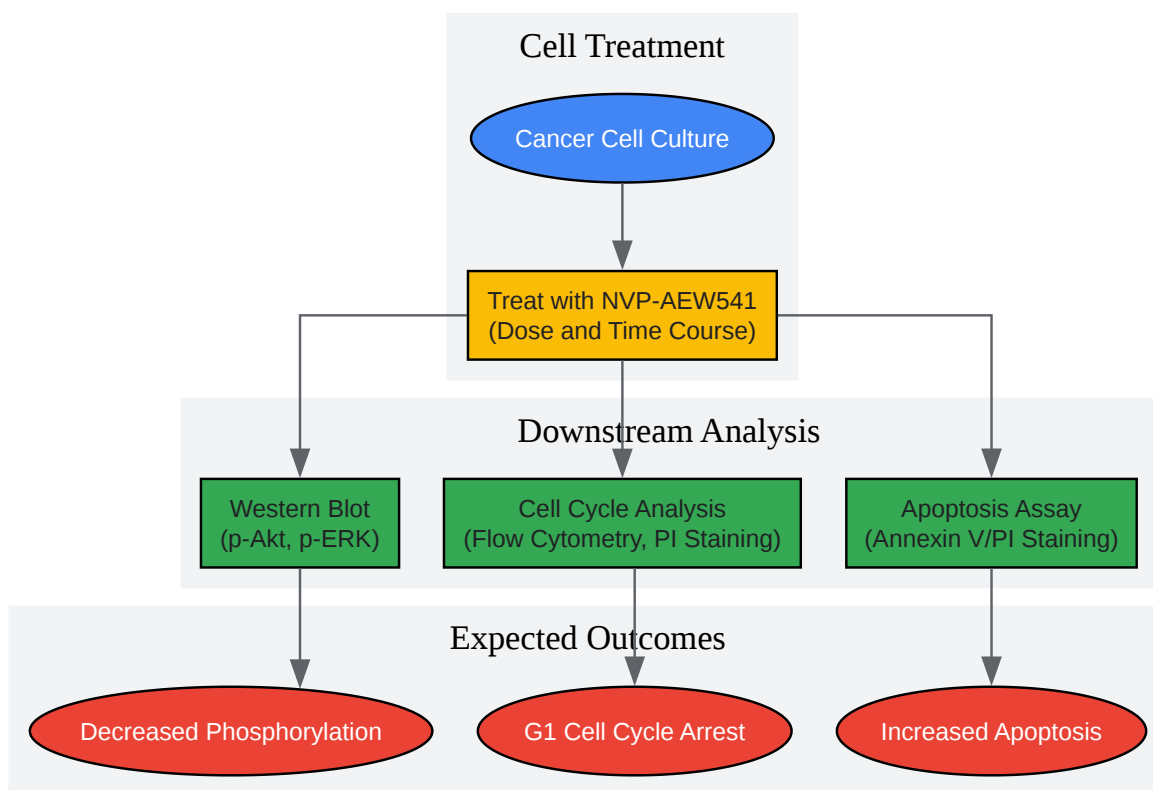 Cell Treatment
Cancer Cell Culture
Treat with NVP-AEW541
(Dose and Time Course)
Downstream Analysis
Western Blot
(p-Akt, p-ERK)
Cell Cycle Analysis
(Flow Cytometry, PI Staining)
Apoptosis Assay
(Annexin V/PI Staining)
Expected Outcomes
Decreased Phosphorylation
G1 Cell Cycle Arrest
Increased Apoptosis